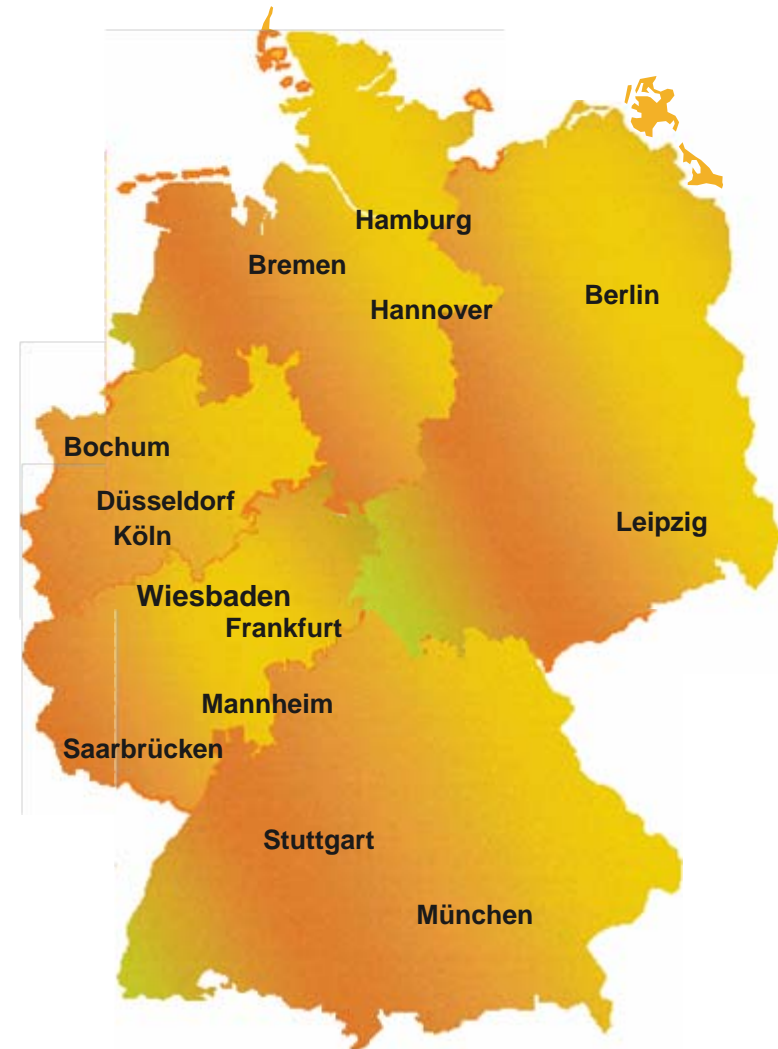 Hamburg
Bremen
Berlin
Hannover
Bochum
Düsseldorf
Leipzig
Köln
Wiesbaden
Frankfurt
Mannheim
Saarbrücken
Stuttgart
München